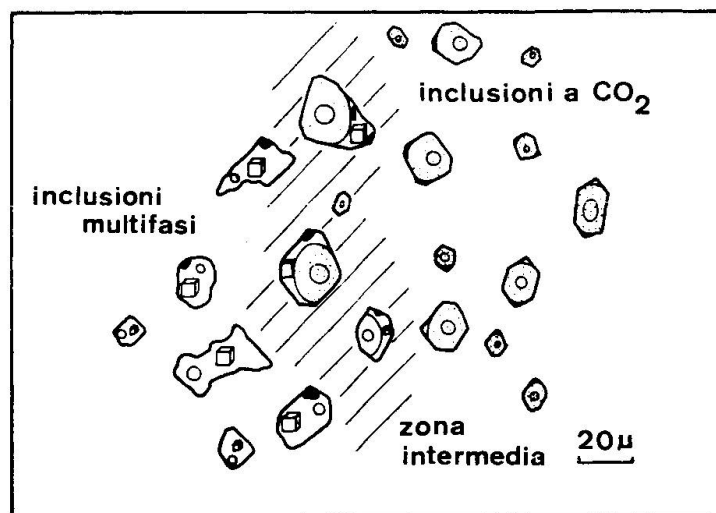 inclusioni a CO2
inclusioni
multifasi
zona
intermedia
20μ